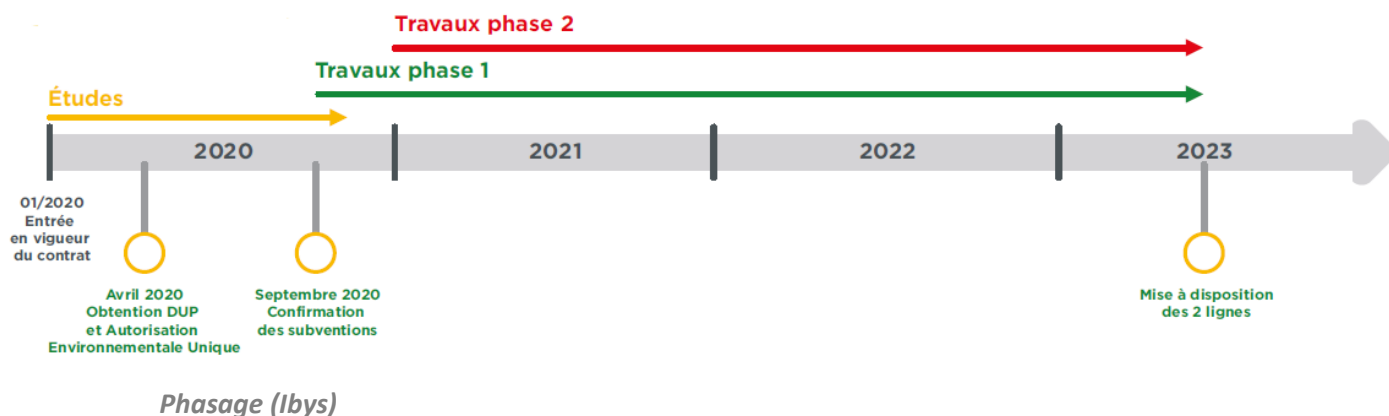 Travaux phase 2
Travaux phase 1
Études
2020
2021
2022
2023
01/2020
Entrée
en vigueur
du contrat
Avril 2020
Obtention DUP
et Autorisation
Environnementale Unique
Septembre 2020
Confirmation
des subventions
Mise à disposition
des 2 lignes
Phasage (Ibys)